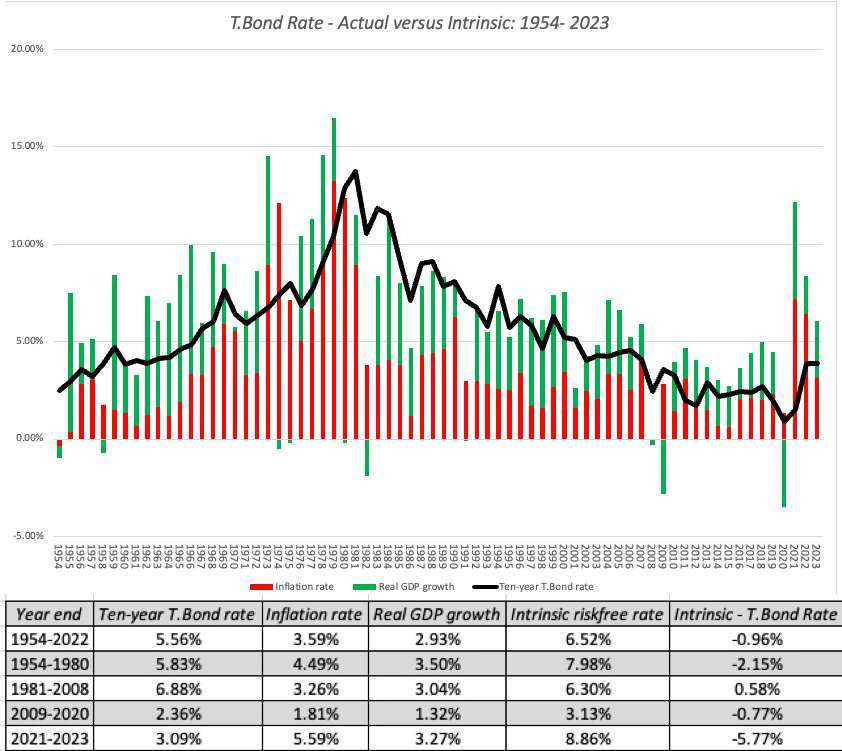 T.Bond Rate - Actual versus Intrinsic: 1954- 2023
20.00%
15.00%
10.00%
5.00%
0.00%
-5.00%
1954 1955 1956 1957 1958 1959 1960 1961 1962 1963 1964 1965 1966 1967 1968 1969 1970 1971 1972 1973 1974 1975 1976 1977 1978 1979 1980 1981 1982 1983 1984 1985 1986 1987 1988 1989 1990 1991 1992 1993 1994 1995 1996 1997 1998 1999 2000 2001 2002 2003 2004 2005 2006 2007 2008 2009 2010 2011 2012 2013 2014 2015 2016 2017 2018 2019 2020 2021 2022 2023
Inflation rate Real GDP growth Ten-year T.Bond rate
Year end Ten-year T.Bond rate Inflation rate Real GDP growth Intrinsic riskfree rate Intrinsic - T.Bond Rate
1954-2022 5.56% 3.59% 2.93% 6.52% -0.96%
1954-1980 5.83% 4.49% 3.50% 7.98% -2.15%
1981-2008 6.88% 3.26% 3.04% 6.30% 0.58%
2009-2020 2.36% 1.81% 1.32% 3.13% -0.77%
2021-2023 3.09% 5.59% 3.27% 8.86% -5.77%